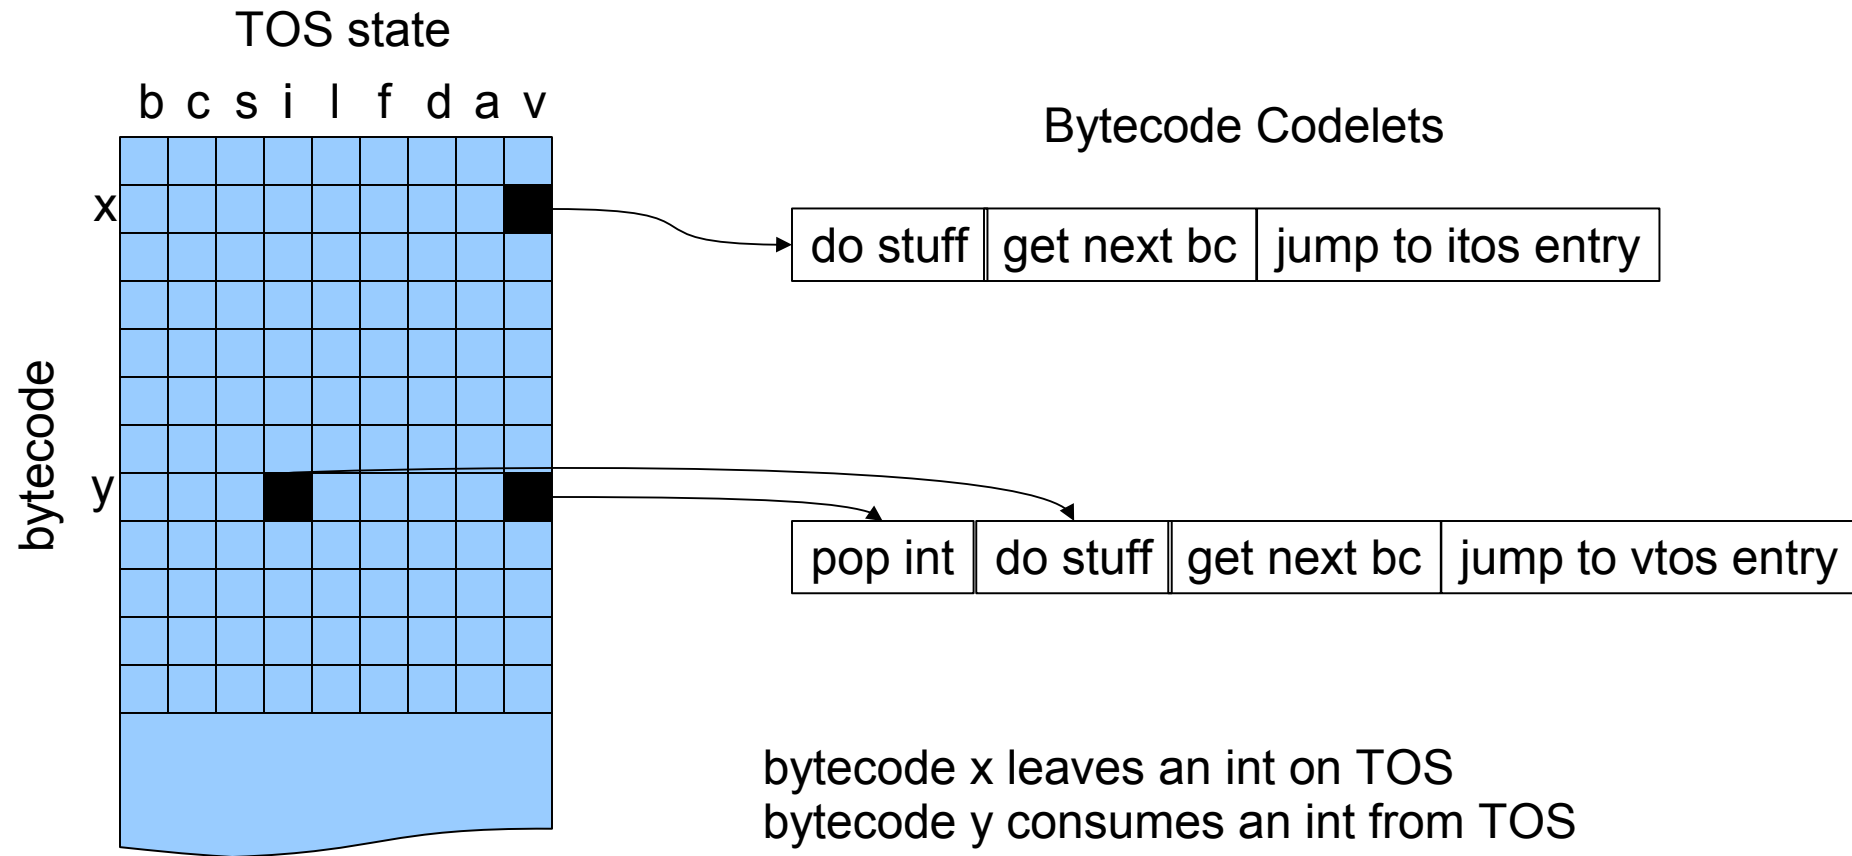 TOS state
b c s i l f d a v
Bytecode Codelets
x
do stuff get next bc jump to itos entry
bytecode
y
pop int do stuff get next bc jump to vtos entry
bytecode x leaves an int on TOS
bytecode y consumes an int from TOS